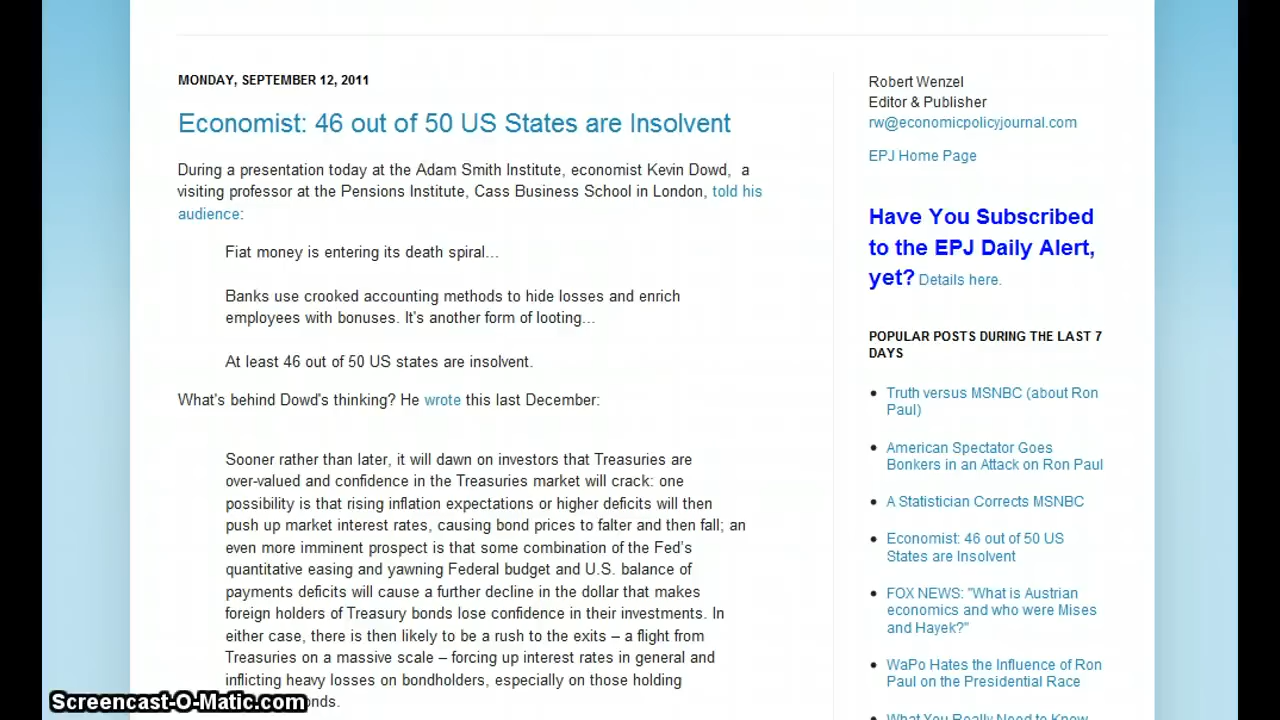 MONDAY, SEPTEMBER 12, 2011
Economist: 46 out of 50 US States are Insolvent
During a presentation today at the Adam Smith Institute, economist Kevin Dowd,  a
visiting professor at the Pensions Institute, Cass Business School in London, told his
audience:
Fiat money is entering its death spiral...
Banks use crooked accounting methods to hide losses and enrich
employees with bonuses. It's another form of looting...
At least 46 out of 50 US states are insolvent.
What's behind Dowd's thinking? He wrote this last December:
Sooner rather than later, it will dawn on investors that Treasuries are
over-valued and confidence in the Treasuries market will crack: one
possibility is that rising inflation expectations or higher deficits will then
push up market interest rates, causing bond prices to falter and then fall; an
even more imminent prospect is that some combination of the Fed's
quantitative easing and yawning Federal budget and U.S. balance of
payments deficits will cause a further decline in the dollar that makes
foreign holders of Treasury bonds lose confidence in their investments. In
either case, there is then likely to be a rush to the exits – a flight from
Treasuries on a massive scale – forcing up interest rates in general and
inflicting heavy losses on bondholders, especially on those holding
onds.
Robert Wenzel
Editor & Publisher
rw@economicpolicyjournal.com
EPJ Home Page
Have You Subscribed
to the EPJ Daily Alert,
yet? Details here.
POPULAR POSTS DURING THE LAST 7
DAYS
Truth versus MSNBC (about Ron
Paul)
American Spectator Goes
Bonkers in an Attack on Ron Paul
A Statistician Corrects MSNBC
Economist: 46 out of 50 US
States are Insolvent
FOX NEWS: "What is Austrian
economics and who were Mises
and Hayek?"
WaPo Hates the Influence of Ron
Paul on the Presidential Race
What You Really Need to Know
Screencast-O-Matic.com